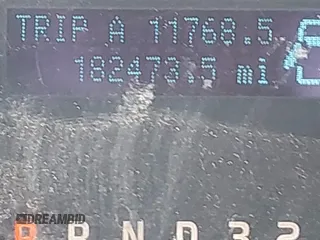 TRIP A 11768.5
182473.5 mi
DREAMBID
P R N D 3 2